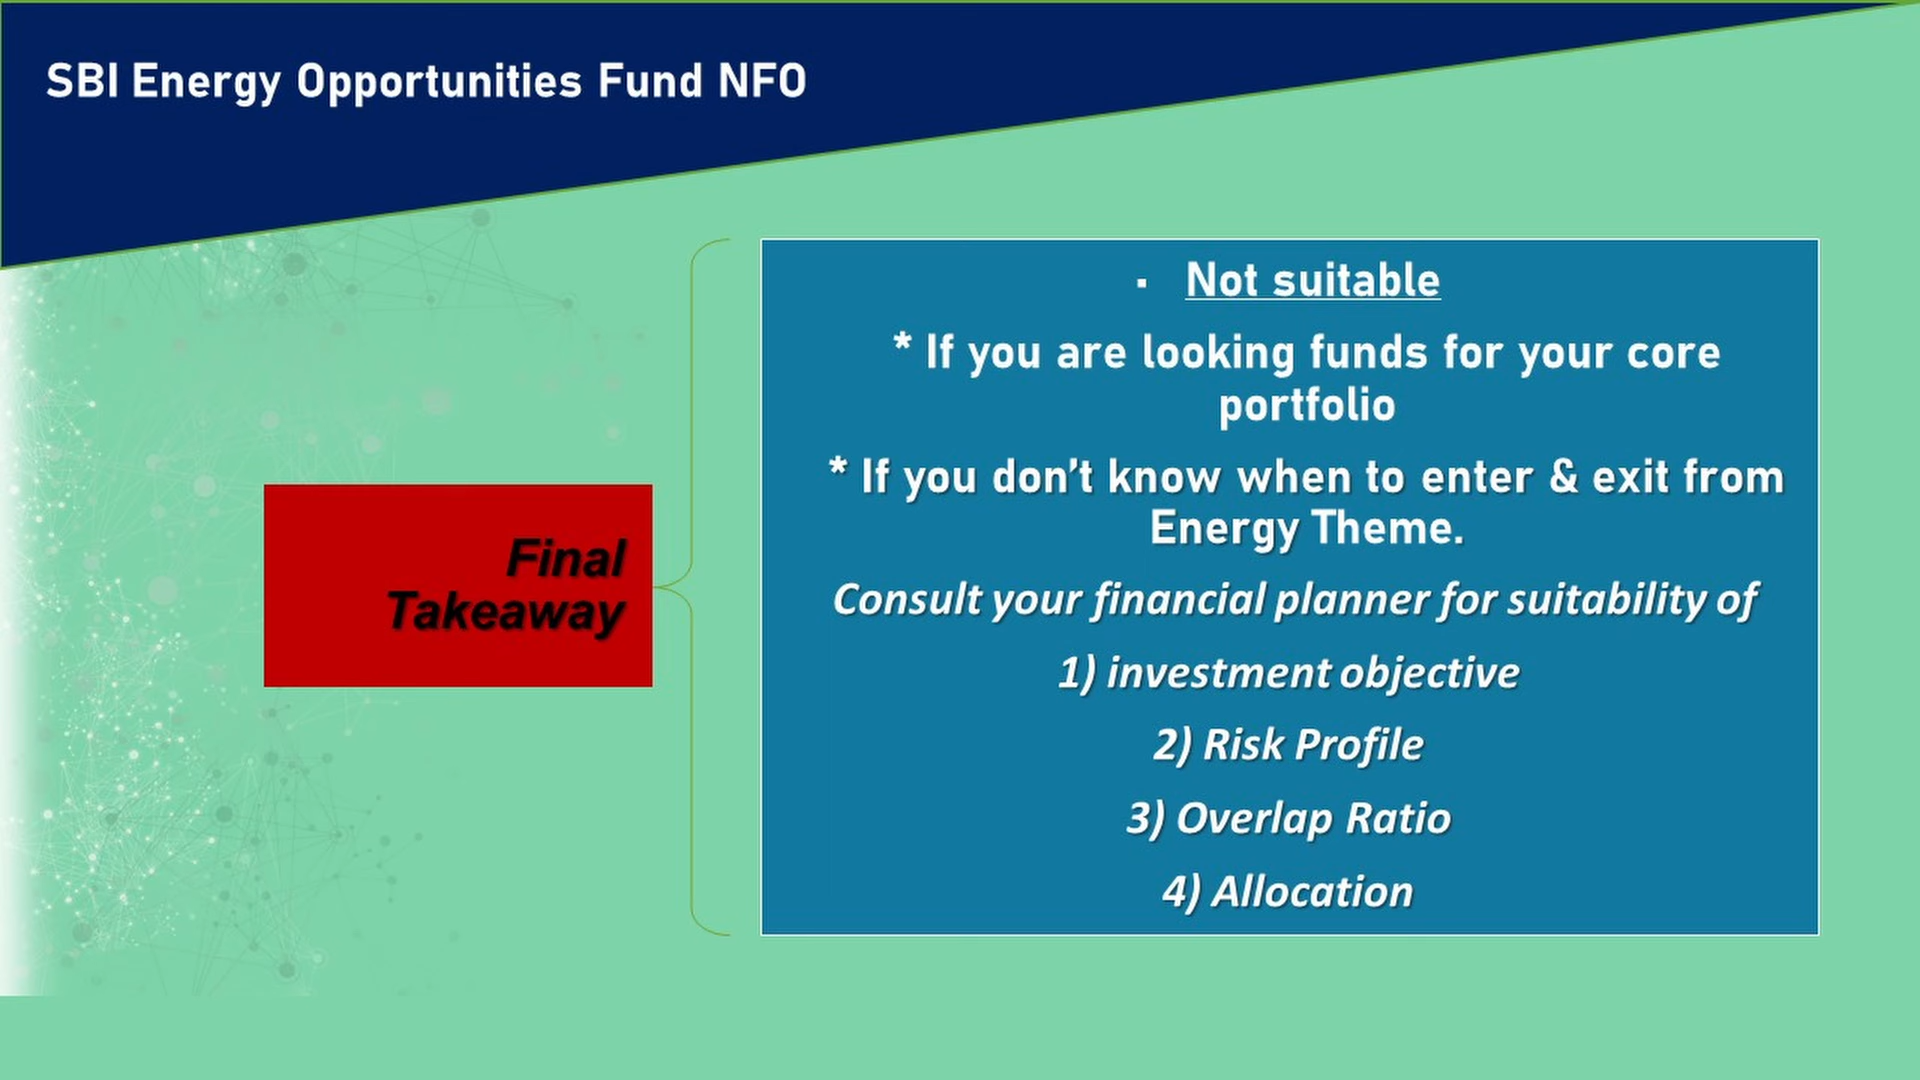 SBI Energy Opportunities Fund NFO
Final
Takeaway
▪ Not suitable
* If you are looking funds for your core
portfolio
* If you don't know when to enter & exit from
Energy Theme.
Consult your financial planner for suitability of
1) investment objective
2) Risk Profile
3) Overlap Ratio
4) Allocation